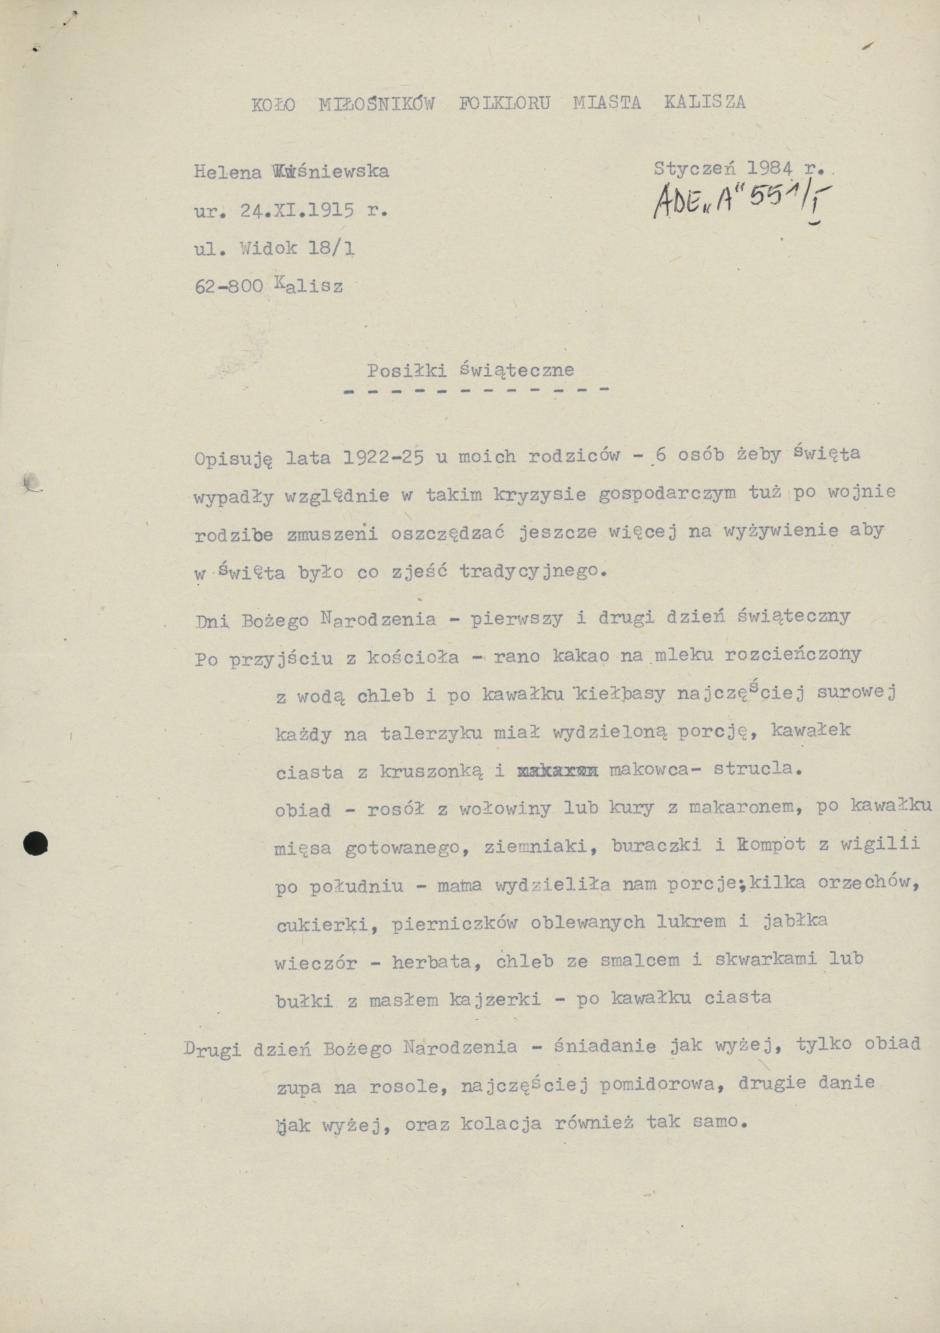 KOŁO MIŁOŚNIKÓW FOLKLORU MIASTA KALISZA
Helena Wiśniewska
Styczeń 1984 r.
ADE„A" 551/I
ur. 24.XI.1915 r.
ul. Widok 18/1
62-800 Kalisz
Posiłki świąteczne
- - - - - - - - - - - -
Opisuję lata 1922-25 u moich rodziców - 6 osób żeby święta
wypadły względnie w takim kryzysie gospodarczym tuż po wojnie
rodzibe zmuszeni oszczędzać jeszcze więcej na wyżywienie aby
w święta było co zjeść tradycyjnego.
Dni Bożego Narodzenia - pierwszy i drugi dzień świąteczny
Po przyjściu z kościoła - rano kakao na mleku rozcieńczony
z wodą chleb i po kawałku kiełbasy najczęściej surowej
każdy na talerzyku miał wydzieloną porcję, kawałek
ciasta z kruszonką i makowca- strucla.
obiad - rosół z wołowiny lub kury z makaronem, po kawałku
mięsa gotowanego, ziemniaki, buraczki i kompot z wigilii
po południu - mama wydzieliła nam porcje;kilka orzechów,
cukierki, pierniczków oblewanych lukrem i jabłka
wieczór - herbata, chleb ze smalcem i skwarkami lub
bułki z masłem kajzerki - po kawałku ciasta
Drugi dzień Bożego Narodzenia - śniadanie jak wyżej, tylko obiad
zupa na rosole, najczęściej pomidorowa, drugie danie
jak wyżej, oraz kolacja również tak samo.